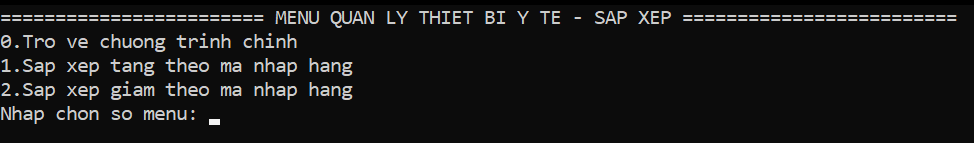 ======================== MENU QUAN LY THIET BI Y TE - SAP XEP =========================
0.Tro ve chuong trinh chinh
1.Sap xep tang theo ma nhap hang
2.Sap xep giam theo ma nhap hang
Nhap chon so menu: